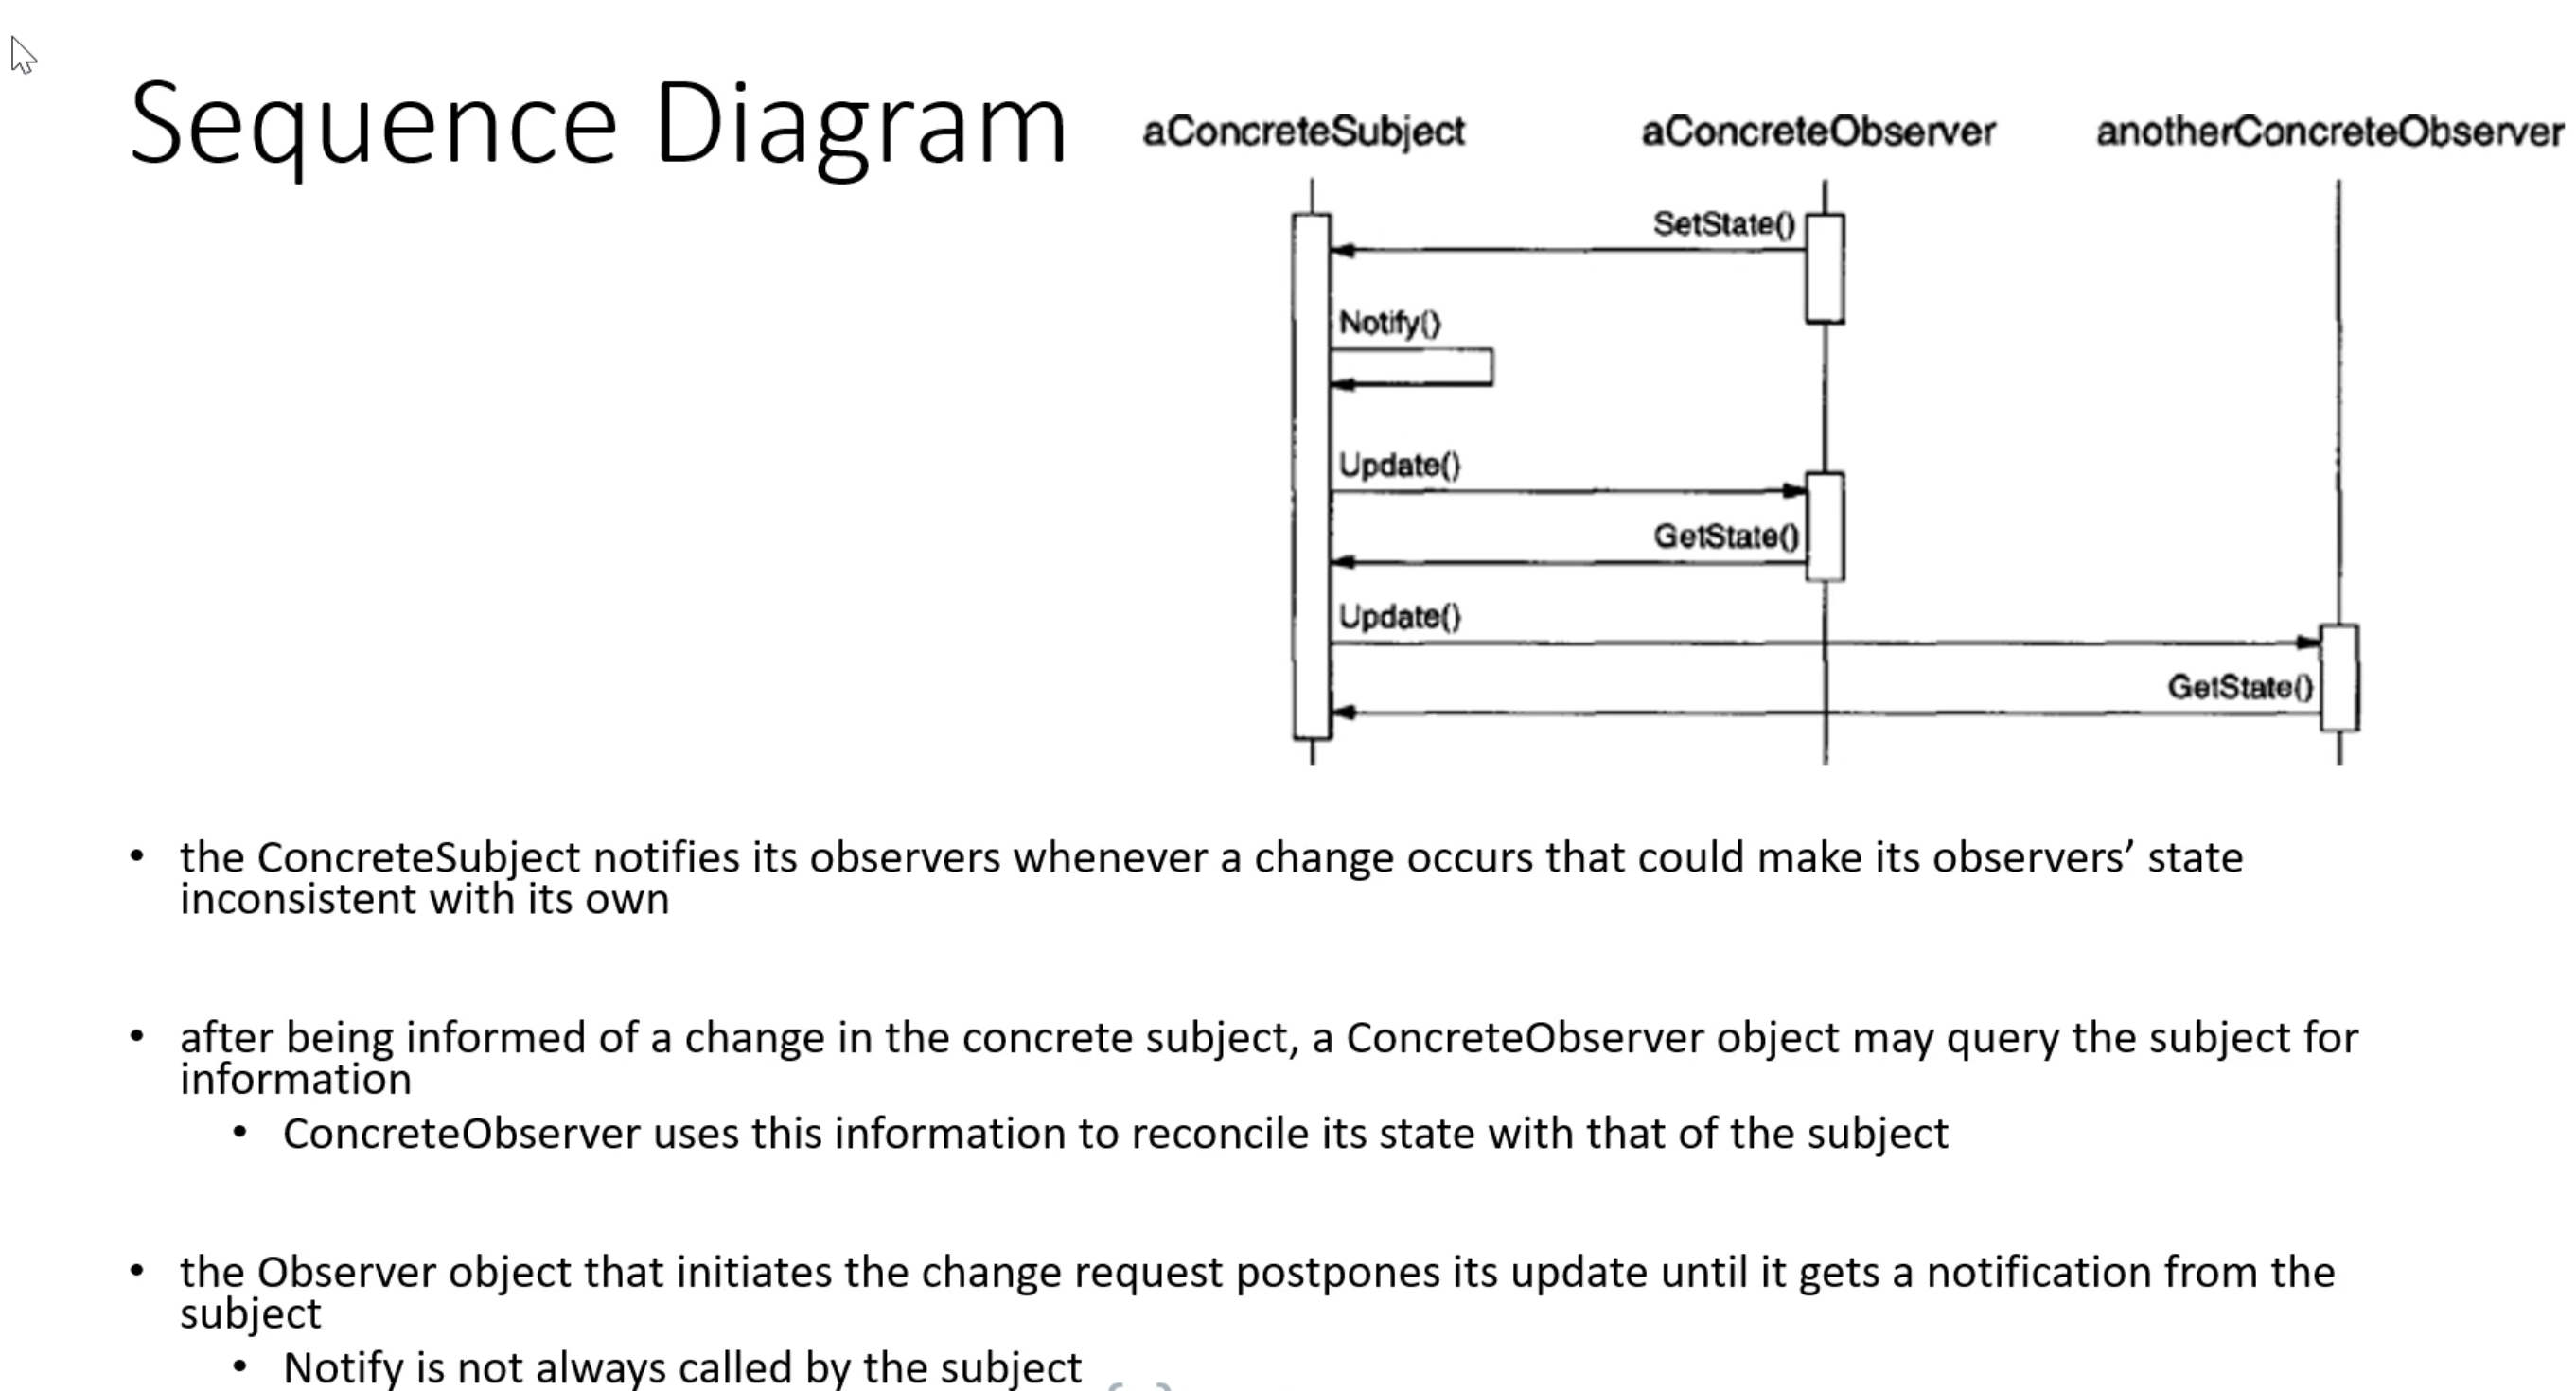 Sequence Diagram
aConcreteSubject
aConcreteObserver
anotherConcreteObserver
SetState()
Notify()
Update()
GetState()
Update()
GetState()
• the ConcreteSubject notifies its observers whenever a change occurs that could make its observers’ state
inconsistent with its own
• after being informed of a change in the concrete subject, a ConcreteObserver object may query the subject for
information
• ConcreteObserver uses this information to reconcile its state with that of the subject
• the Observer object that initiates the change request postpones its update until it gets a notification from the
subject
• Notify is not always called by the subject